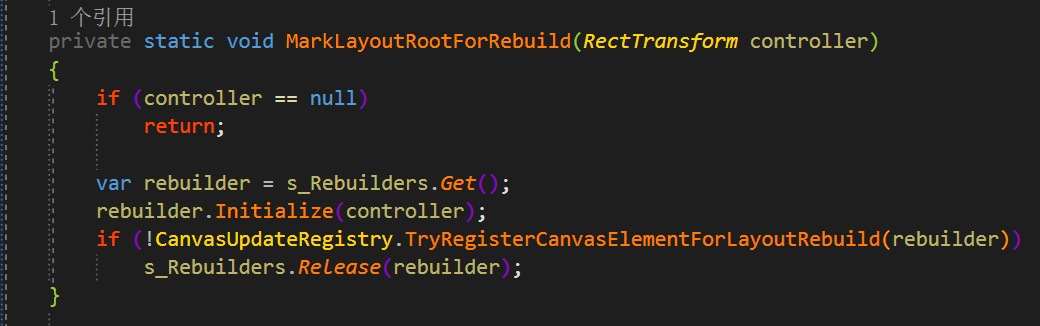 1 个引用
private static void MarkLayoutRootForRebuild(RectTransform controller)
{
if (controller == null)
return;
var rebuilder = s_Rebuilders.Get();
rebuilder.Initialize(controller);
if (!CanvasUpdateRegistry.TryRegisterCanvasElementForLayoutRebuild(rebuilder))
s_Rebuilders.Release(rebuilder);
}